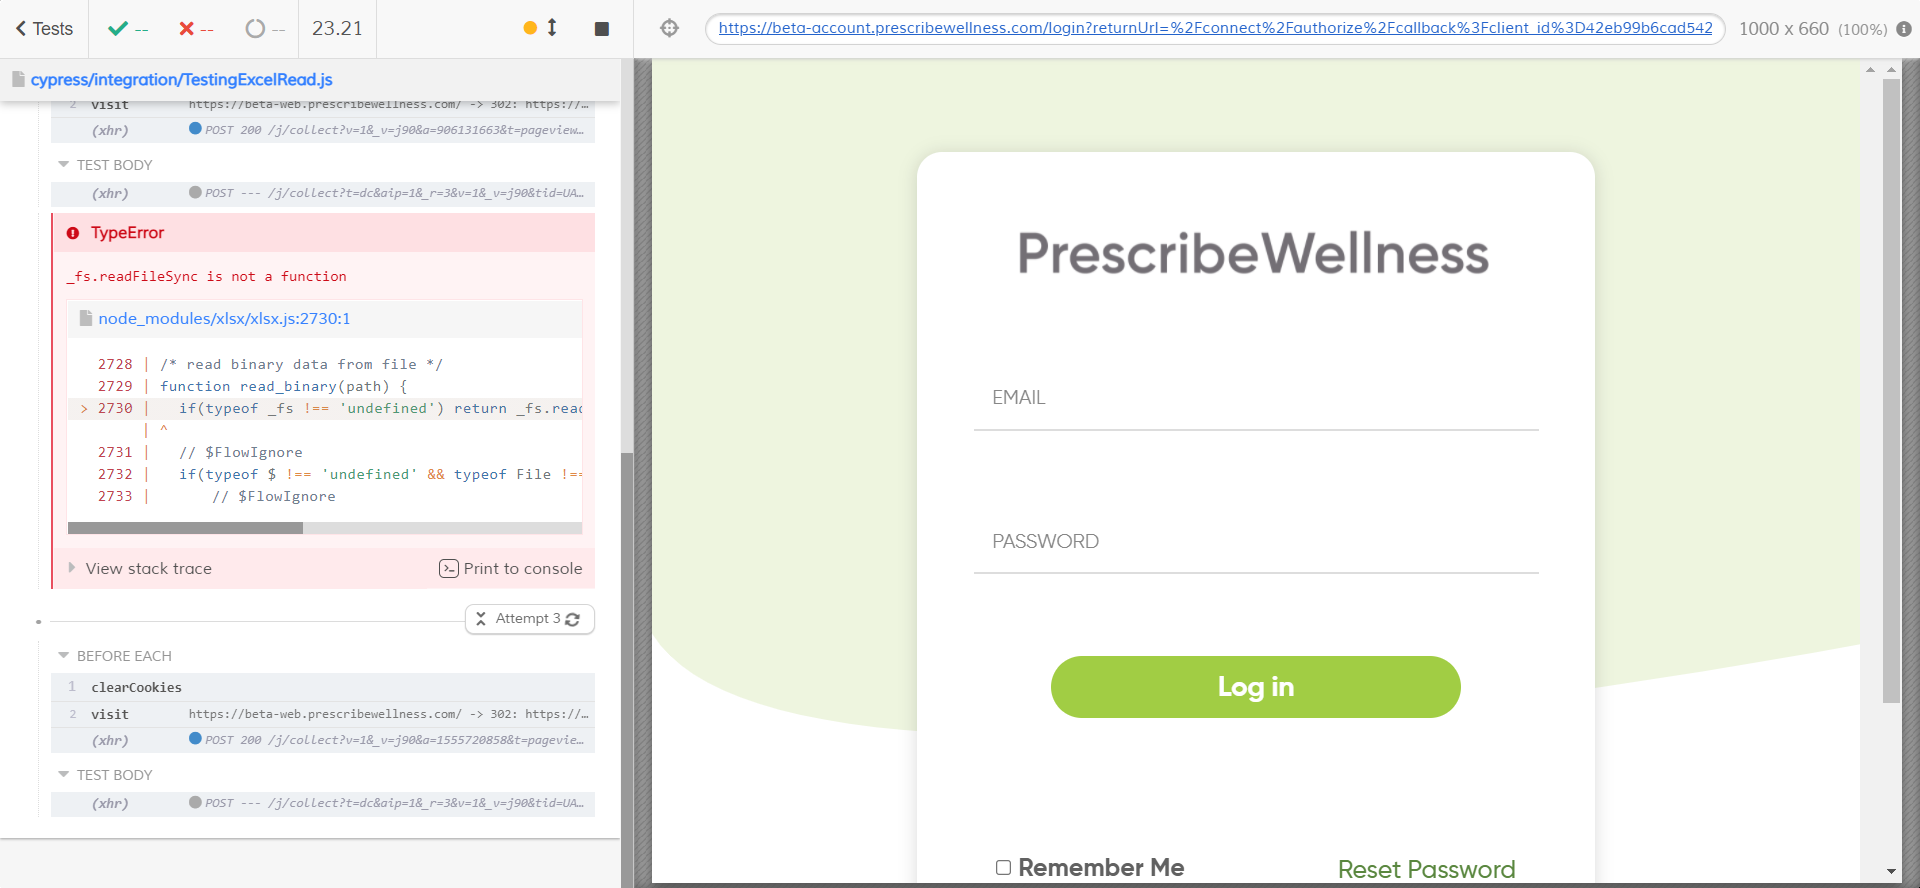 Tests
--
--
--
23.21
https://beta-account.prescribewellness.com/login?returnUrl=%2Fconnect%2Fauthorize%2Fcallback%3Fclient_id%3D42eb99b6cad542
1000 x 660 (100%)
cypress/integration/TestingExcelRead.js
2 visit https://beta-web.prescribewellness.com/ -> 302: https://…
(xhr) POST 200 /j/collect?v=1&_v=j90&a=906131663&t=pageview…
TEST BODY
(xhr) POST --- /j/collect?t=dc&aip=1&_r=3&v=1&_v=j90&tid=UA…
TypeError
_fs.readFileSync is not a function
node_modules/xlsx/xlsx.js:2730:1
2728 | /* read binary data from file */
2729 | function read_binary(path) {
> 2730 | if(typeof _fs !== 'undefined') return _fs.read
| ^
2731 | // $FlowIgnore
2732 | if(typeof $ !== 'undefined' && typeof File !==
2733 | // $FlowIgnore
View stack trace
Print to console
Attempt 3
BEFORE EACH
1 clearCookies
2 visit https://beta-web.prescribewellness.com/ -> 302: https://…
(xhr) POST 200 /j/collect?v=1&_v=j90&a=1555720858&t=pagevie…
TEST BODY
(xhr) POST --- /j/collect?t=dc&aip=1&_r=3&v=1&_v=j90&tid=UA…
PrescribeWellness
EMAIL
PASSWORD
Log in
Remember Me
Reset Password